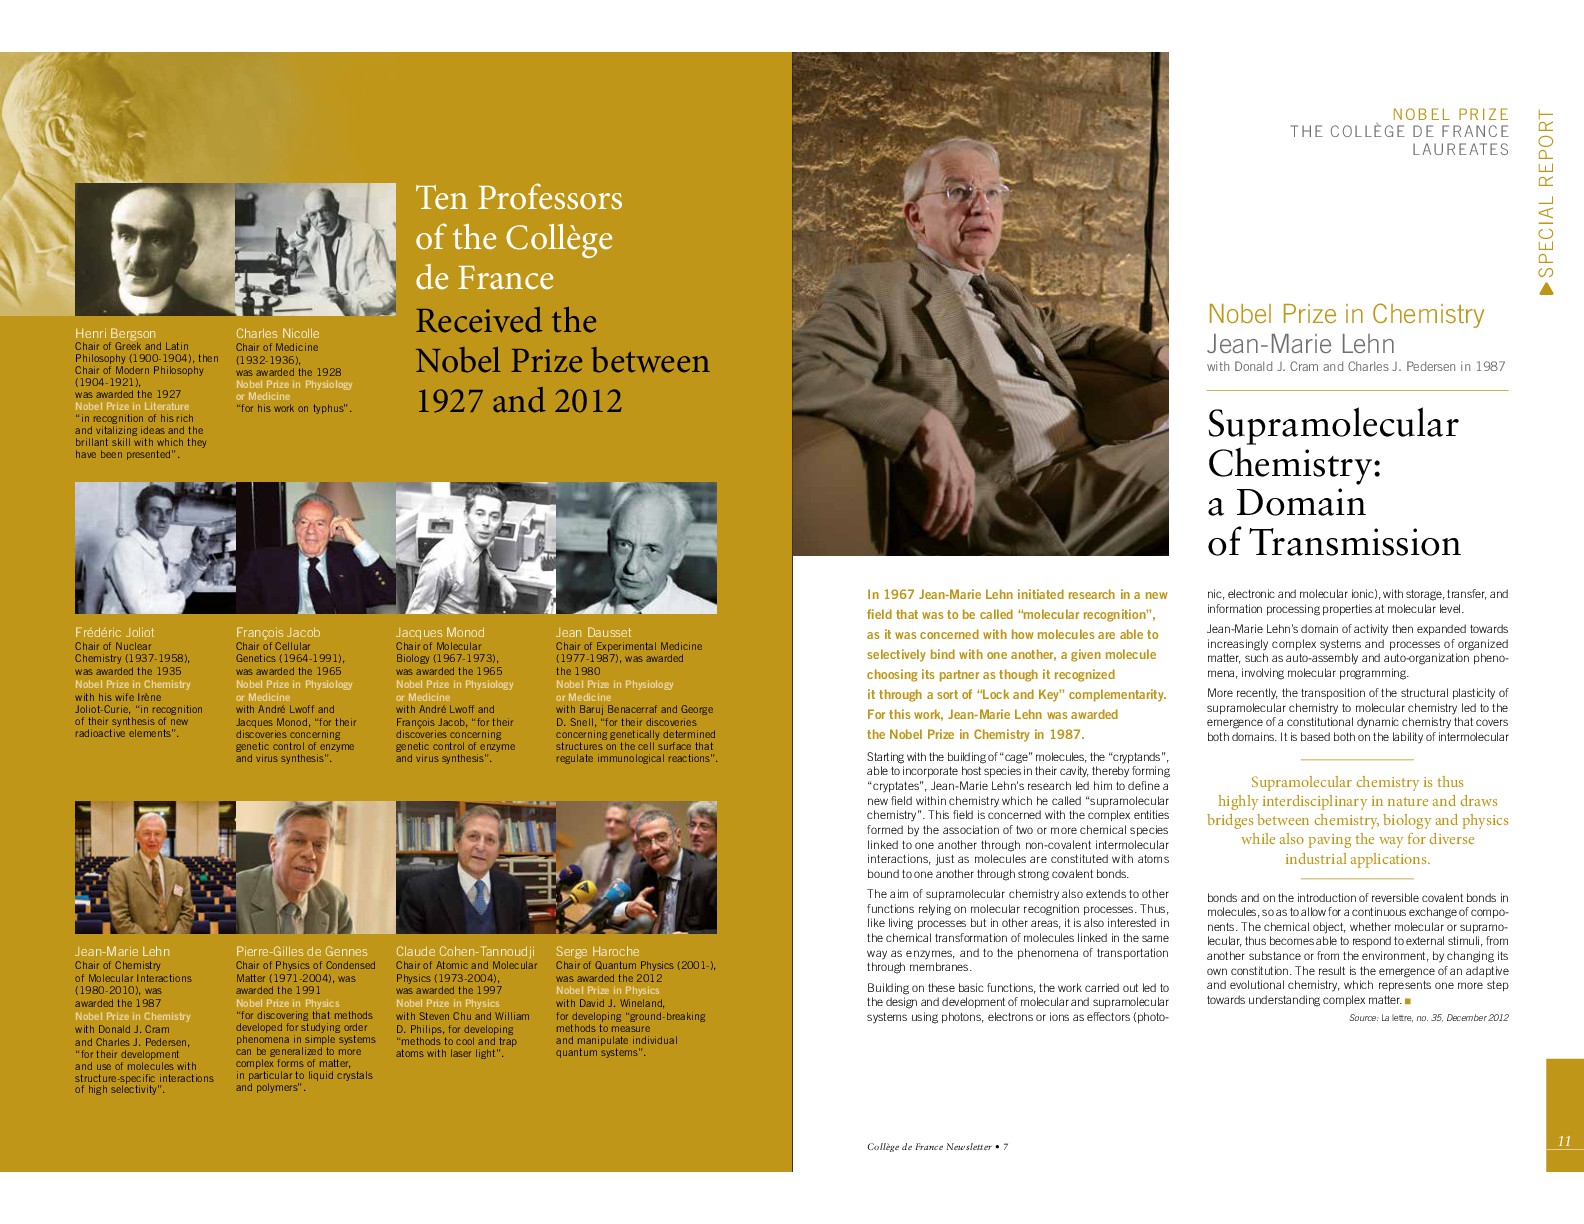 Ten Professors
of the Collège
de France
Received the
Nobel Prize between
1927 and 2012
Henri Bergson
Chair of Greek and Latin
Philosophy (1900-1904), then
Chair of Modern Philosophy
(1904-1921),
was awarded the 1927
Nobel Prize in Literature
“in recognition of his rich
and vitalizing ideas and the
brillant skill with which they
have been presented”.
Charles Nicolle
Chair of Medicine
(1932-1936),
was awarded the 1928
Nobel Prize in Physiology
or Medicine
“for his work on typhus”.
Frédéric Joliot
Chair of Nuclear
Chemistry (1937-1958),
was awarded the 1935
Nobel Prize in Chemistry
with his wife Irène
Joliot-Curie, “in recognition
of their synthesis of new
radioactive elements”.
François Jacob
Chair of Cellular
Genetics (1964-1991),
was awarded the 1965
Nobel Prize in Physiology
or Medicine
with André Lwoff and
Jacques Monod, “for their
discoveries concerning
genetic control of enzyme
and virus synthesis”.
Jacques Monod
Chair of Molecular
Biology (1967-1973),
was awarded the 1965
Nobel Prize in Physiology
or Medicine
with André Lwoff and
François Jacob, “for their
discoveries concerning
genetic control of enzyme
and virus synthesis”.
Jean Dausset
Chair of Experimental Medicine
(1977-1987), was awarded
the 1980
Nobel Prize in Physiology
or Medicine
with Baruj Benacerraf and George
D. Snell, “for their discoveries
concerning genetically determined
structures on the cell surface that
regulate immunological reactions”.
Jean-Marie Lehn
Chair of Chemistry
of Molecular Interactions
(1980-2010), was
awarded the 1987
Nobel Prize in Chemistry
with Donald J. Cram
and Charles J. Pedersen,
“for their development
and use of molecules with
structure-specific interactions
of high selectivity”.
Pierre-Gilles de Gennes
Chair of Physics of Condensed
Matter (1971-2004), was
awarded the 1991
Nobel Prize in Physics
“for discovering that methods
developed for studying order
phenomena in simple systems
can be generalized to more
complex forms of matter,
in particular to liquid crystals
and polymers”.
Claude Cohen-Tannoudji
Chair of Atomic and Molecular
Physics (1973-2004),
was awarded the 1997
Nobel Prize in Physics
with Steven Chu and William
D. Philips, for developing
“methods to cool and trap
atoms with laser light”.
Serge Haroche
Chair of Quantum Physics (2001-),
was awarded the 2012
Nobel Prize in Physics
with David J. Wineland,
for developing “ground-breaking
methods to measure
and manipulate individual
quantum systems”.
NOBEL PRIZE
THE COLLÈGE DE FRANCE
LAUREATES
SPECIAL REPORT
Nobel Prize in Chemistry
Jean-Marie Lehn
with Donald J. Cram and Charles J. Pedersen in 1987
Supramolecular
Chemistry:
a Domain
of Transmission
In 1967 Jean-Marie Lehn initiated research in a new
field that was to be called “molecular recognition”,
as it was concerned with how molecules are able to
selectively bind with one another, a given molecule
choosing its partner as though it recognized
it through a sort of “Lock and Key” complementarity.
For this work, Jean-Marie Lehn was awarded
the Nobel Prize in Chemistry in 1987.
Starting with the building of “cage” molecules, the “cryptands”,
able to incorporate host species in their cavity, thereby forming
“cryptates”, Jean-Marie Lehn’s research led him to define a
new field within chemistry which he called “supramolecular
chemistry”. This field is concerned with the complex entities
formed by the association of two or more chemical species
linked to one another through non-covalent intermolecular
interactions, just as molecules are constituted with atoms
bound to one another through strong covalent bonds.
The aim of supramolecular chemistry also extends to other
functions relying on molecular recognition processes. Thus,
like living processes but in other areas, it is also interested in
the chemical transformation of molecules linked in the same
way as enzymes, and to the phenomena of transportation
through membranes.
Building on these basic functions, the work carried out led to
the design and development of molecular and supramolecular
systems using photons, electrons or ions as effectors (photo-
nic, electronic and molecular ionic), with storage, transfer, and
information processing properties at molecular level.
Jean-Marie Lehn’s domain of activity then expanded towards
increasingly complex systems and processes of organized
matter, such as auto-assembly and auto-organization pheno-
mena, involving molecular programming.
More recently, the transposition of the structural plasticity of
supramolecular chemistry to molecular chemistry led to the
emergence of a constitutional dynamic chemistry that covers
both domains. It is based both on the lability of intermolecular
Supramolecular chemistry is thus
highly interdisciplinary in nature and draws
bridges between chemistry, biology and physics
while also paving the way for diverse
industrial applications.
bonds and on the introduction of reversible covalent bonds in
molecules, so as to allow for a continuous exchange of compo-
nents. The chemical object, whether molecular or supramo-
lecular, thus becomes able to respond to external stimuli, from
another substance or from the environment, by changing its
own constitution. The result is the emergence of an adaptive
and evolutional chemistry, which represents one more step
towards understanding complex matter.
Source: La lettre, no. 35, December 2012
Collège de France Newsletter • 7
11